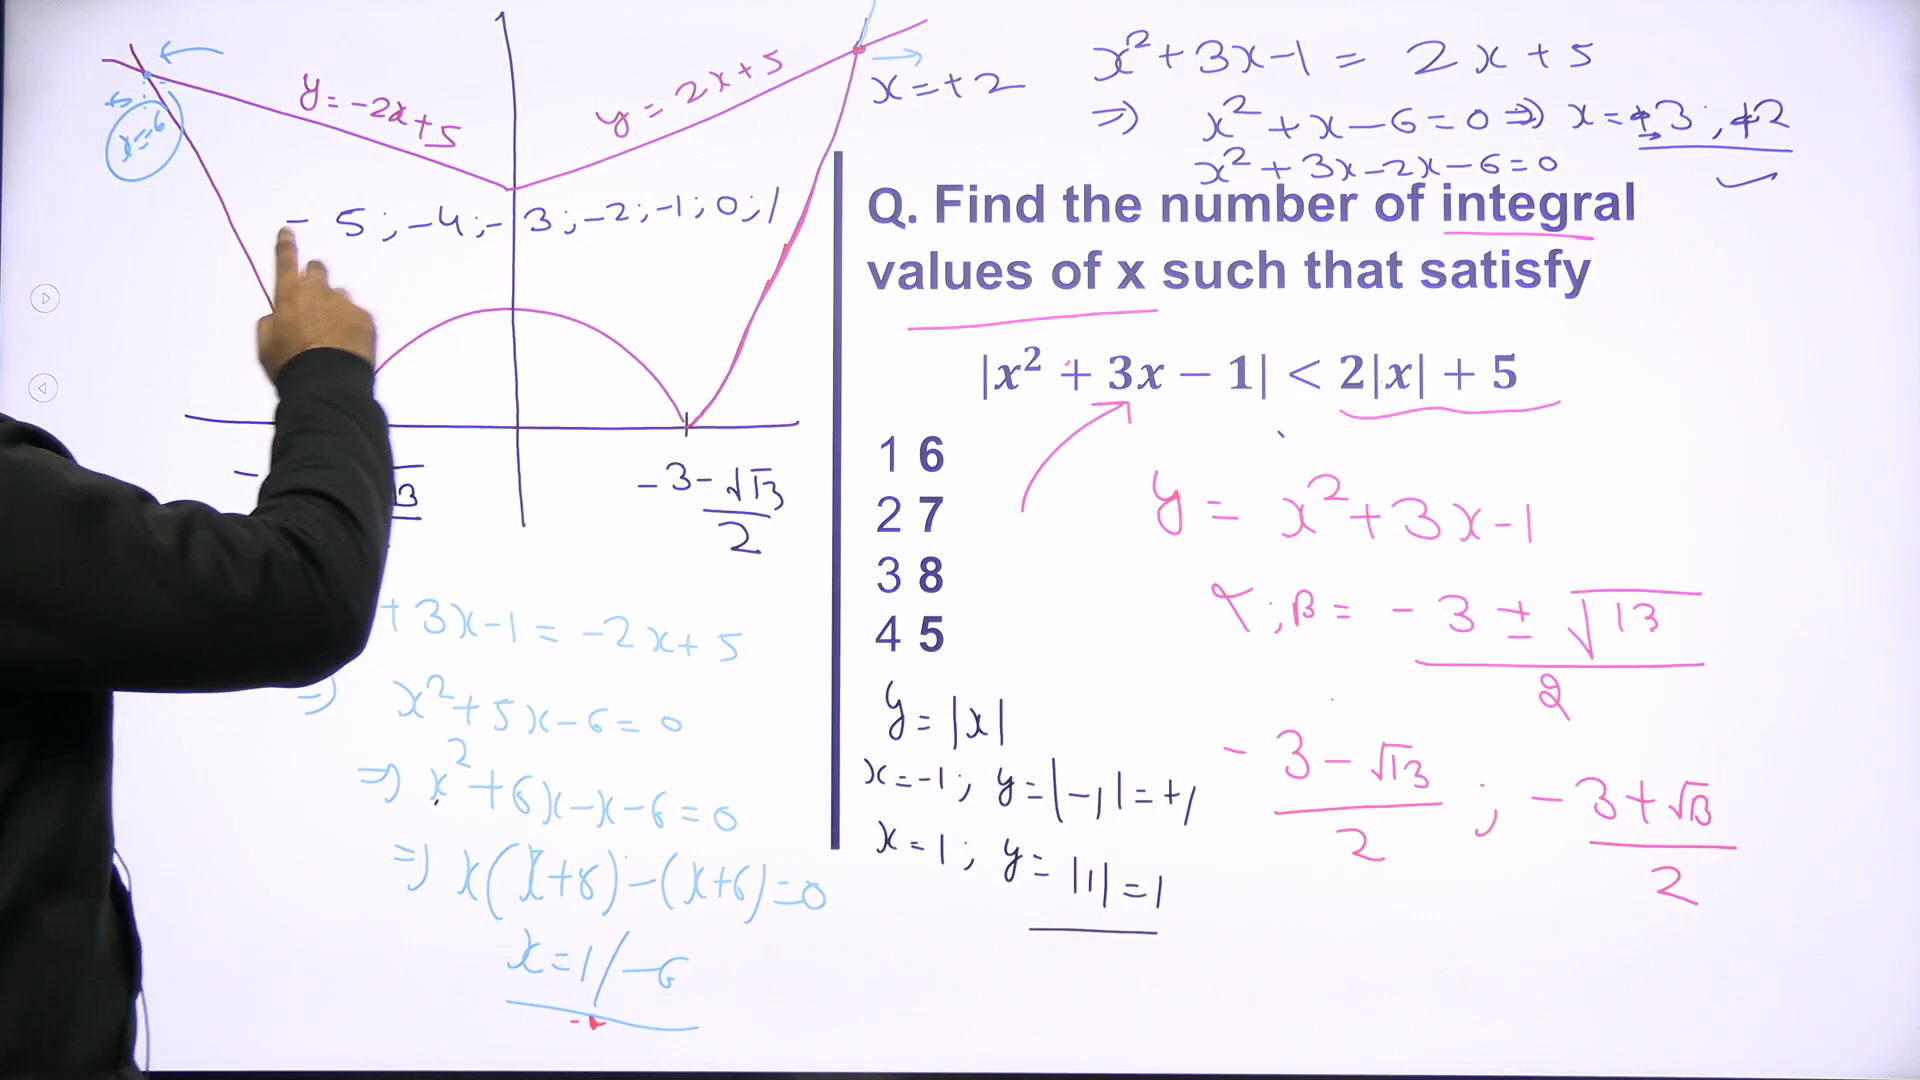 x² + 3x - 1 = 2x + 5
⇒ x² + x - 6 = 0 ⇒ x = +3 ; +2
x² + 3x - 2x - 6 = 0
Q. Find the number of integral
values of x such that satisfy
|x² + 3x − 1| < 2|x| + 5
1 6
2 7
3 8
4 5
y = x² + 3x - 1
α ; β = - 3 ± √13 / 2
- 3 - √13 / 2 ; - 3 + √13 / 2
y = |x|
x = -1 ; y = |-1| = +1
x = 1 ; y = |1| = 1
y = -2x + 5
y = 2x + 5
x = +2
x = -6
- 5 ; -4 ; - 3 ; -2 ; -1 ; 0 ; 1
- 3 - √13 / 2
+ 3x - 1 = -2x + 5
⇒ x² + 5x - 6 = 0
⇒ x² + 6x - x - 6 = 0
⇒ x(x+6) - (x+6) = 0
x = 1 / -6